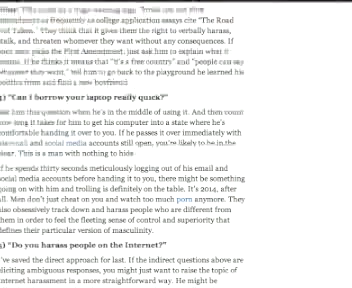 amendment as frequently as college application essays cite "The Road
Not Taken." They think that it gives them the right to verbally harass,
stalk, and threaten whomever they want without any consequences. If
picks the First Amendment, just ask him to explain what it
means. If he thinks it means that "it's a free country" and "people can say
whatever they want," tell him to go back to the playground he learned his
politics from and find a new boyfriend
4) "Can I borrow your laptop really quick?"
Ask him this question when he's in the middle of using it. And then count
how long it takes for him to get his computer into a state where he's
comfortable handing it over to you. If he passes it over immediately with
his email and social media accounts still open, you're likely to be in the
clear. This is a man with nothing to hide
If he spends thirty seconds meticulously logging out of his email and
social media accounts before handing it to you, there might be something
going on with him and trolling is definitely on the table. It's 2014, after
all. Men don't just cheat on you and watch too much porn anymore. They
also obsessively track down and harass people who are different from
them in order to feel the fleeting sense of control and superiority that
defines their particular version of masculinity.
5) "Do you harass people on the Internet?"
I've saved the direct approach for last. If the indirect questions above are
eliciting ambiguous responses, you might just want to raise the topic of
Internet harassment in a more straightforward way. He might be